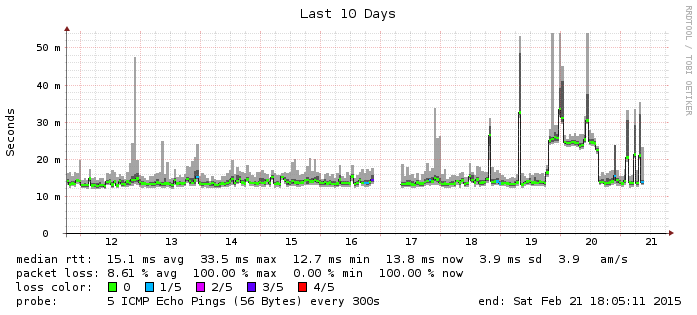 Last 10 Days
RRDTOOL / TOBI OETIKER
Seconds
50 m
40 m
30 m
20 m
10 m
0
12 13 14 15 16 17 18 19 20 21
median rtt: 15.1 ms avg 33.5 ms max 12.7 ms min 13.8 ms now 3.9 ms sd 3.9 am/s
packet loss: 8.61 % avg 100.00 % max 0.00 % min 100.00 % now
loss color: 0 1/5 2/5 3/5 4/5
probe: 5 ICMP Echo Pings (56 Bytes) every 300s end: Sat Feb 21 18:05:11 2015